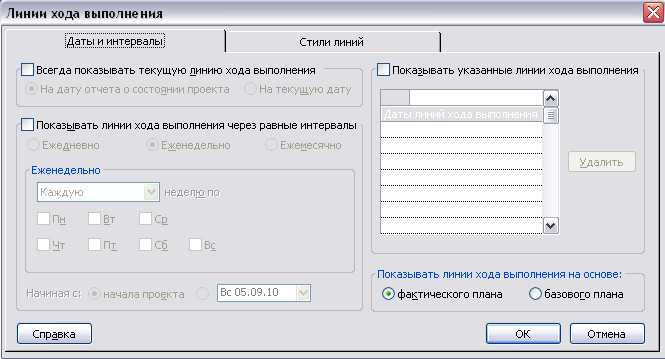 Линии хода выполнения
Даты и интервалы
Стили линий
Всегда показывать текущую линию хода выполнения
На дату отчета о состоянии проекта
На текущую дату
Показывать линии хода выполнения через равные интервалы
Ежедневно
Еженедельно
Ежемесячно
Еженедельно
Каждую
неделю по
Пн
Вт
Ср
Чт
Пт
Сб
Вс
Начиная с:
начала проекта
Вс 05.09.10
Показывать указанные линии хода выполнения
Даты линий хода выполнения
Удалить
Показывать линии хода выполнения на основе:
фактического плана
базового плана
Справка
ОК
Отмена